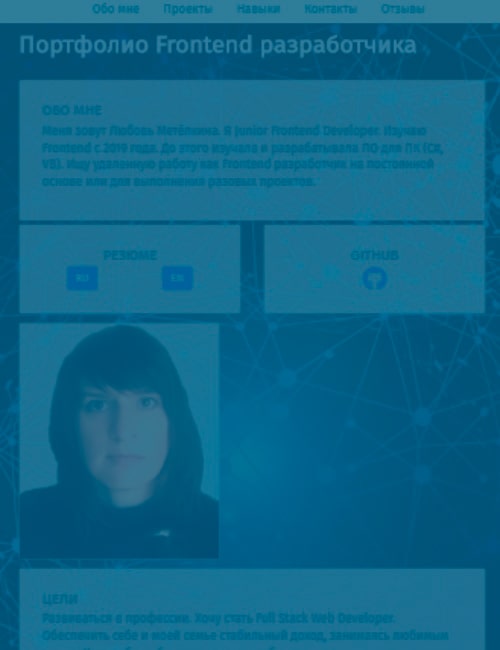 Обо мне Проекты Навыки Контакты Отзывы
Портфолио Frontend разработчика
ОБО МНЕ
Меня зовут Любовь Метёлкина. Я Junior Frontend Developer. Изучаю
Frontend с 2019 года. До этого изучала и разрабатывала ПО для ПК (C#,
VB). Ищу удаленную работу как Frontend разработчик на постоянной
основе или для выполнения разовых проектов.
РЕЗЮМЕ GITHUB
RU EN
ЦЕЛИ
Развиваться в профессии. Хочу стать Full Stack Web Developer.
Обеспечить себе и моей семье стабильный доход, занимаясь любимым